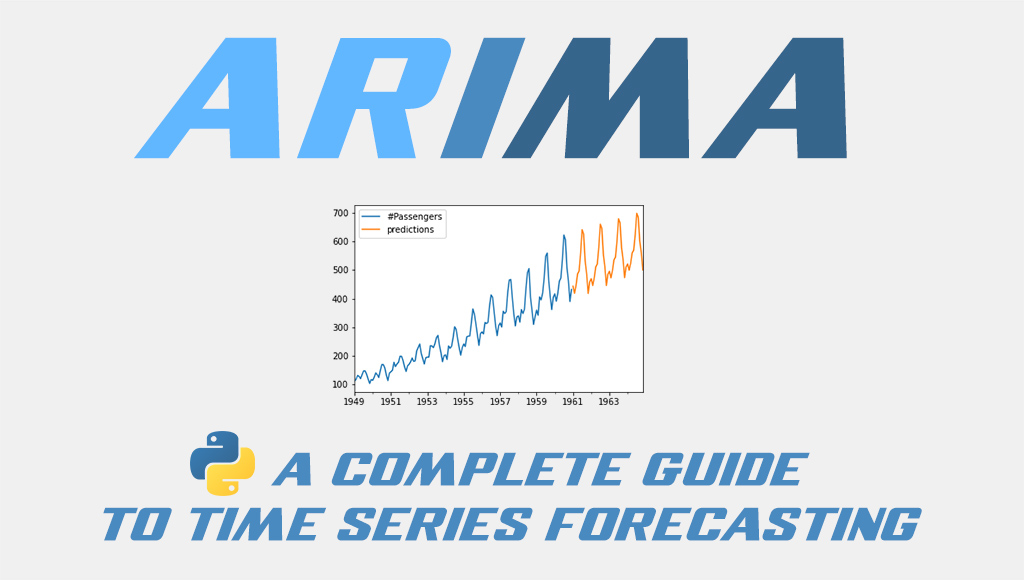 ARIMA
#Passengers
predictions
700
600
500
400
300
200
100
1949 1951 1953 1955 1957 1959 1961 1963
A COMPLETE GUIDE
TO TIME SERIES FORECASTING